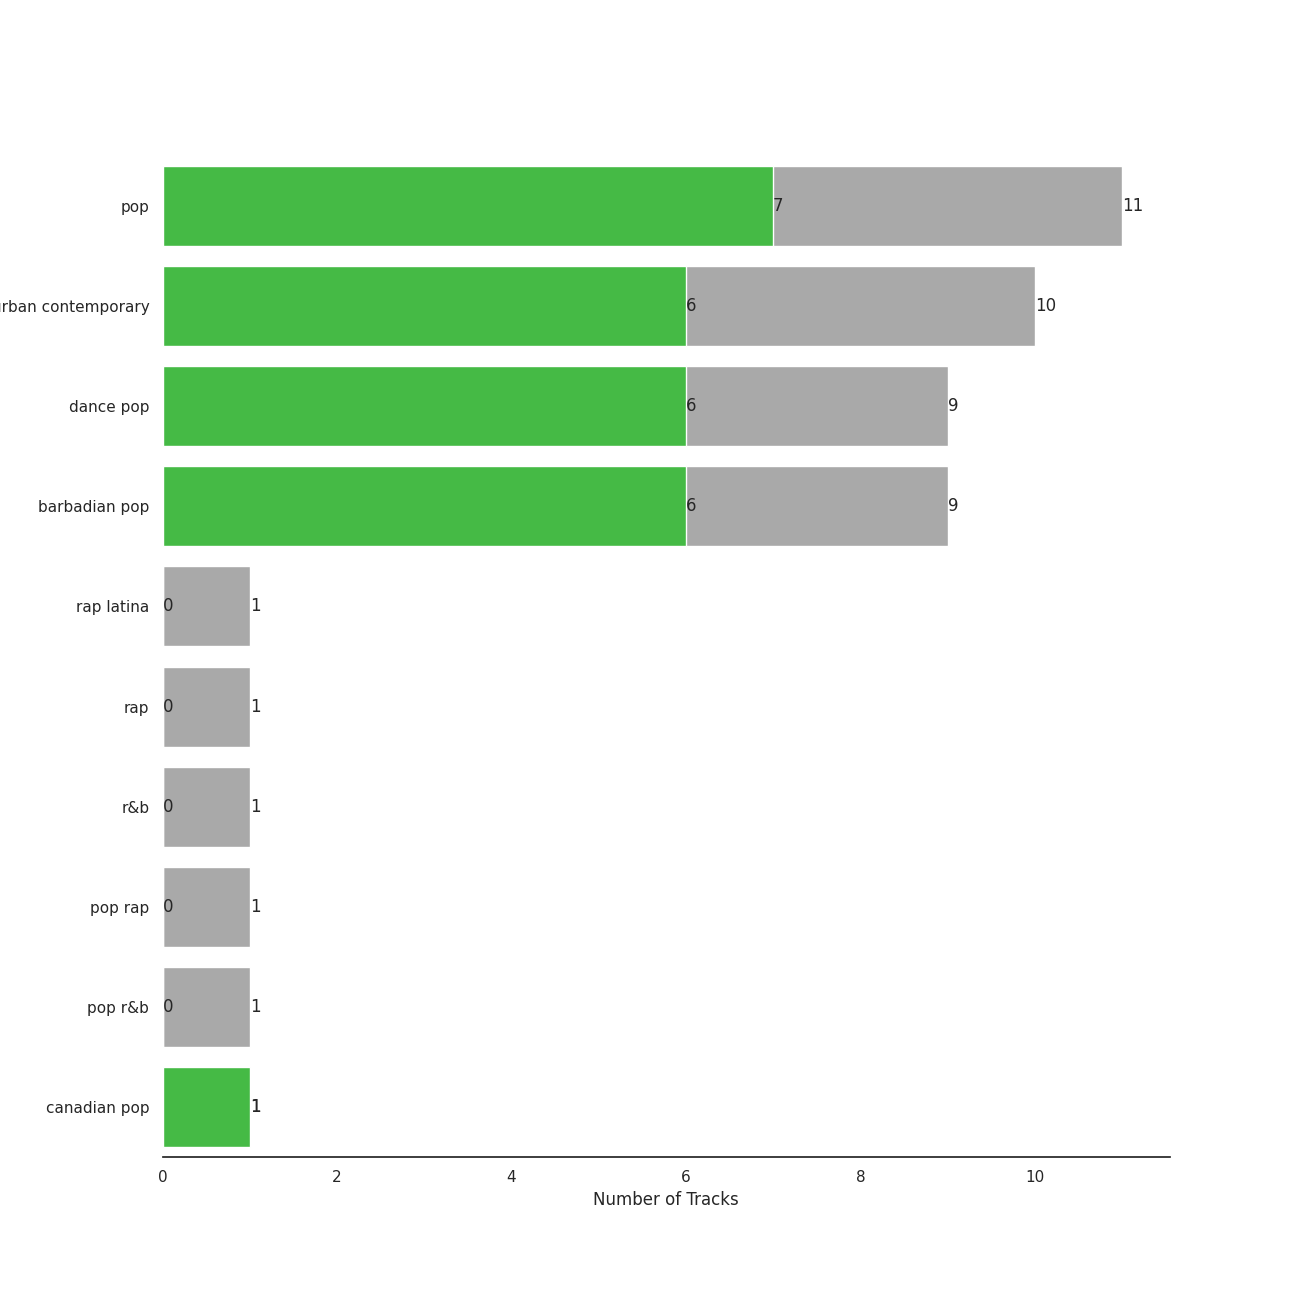 pop 7 11
rban contemporary 6 10
dance pop 6 9
barbadian pop 6 9
rap latina 0 1
rap 0 1
r&b 0 1
pop rap 0 1
pop r&b 0 1
canadian pop 1
0 2 4 6 8 10
Number of Tracks